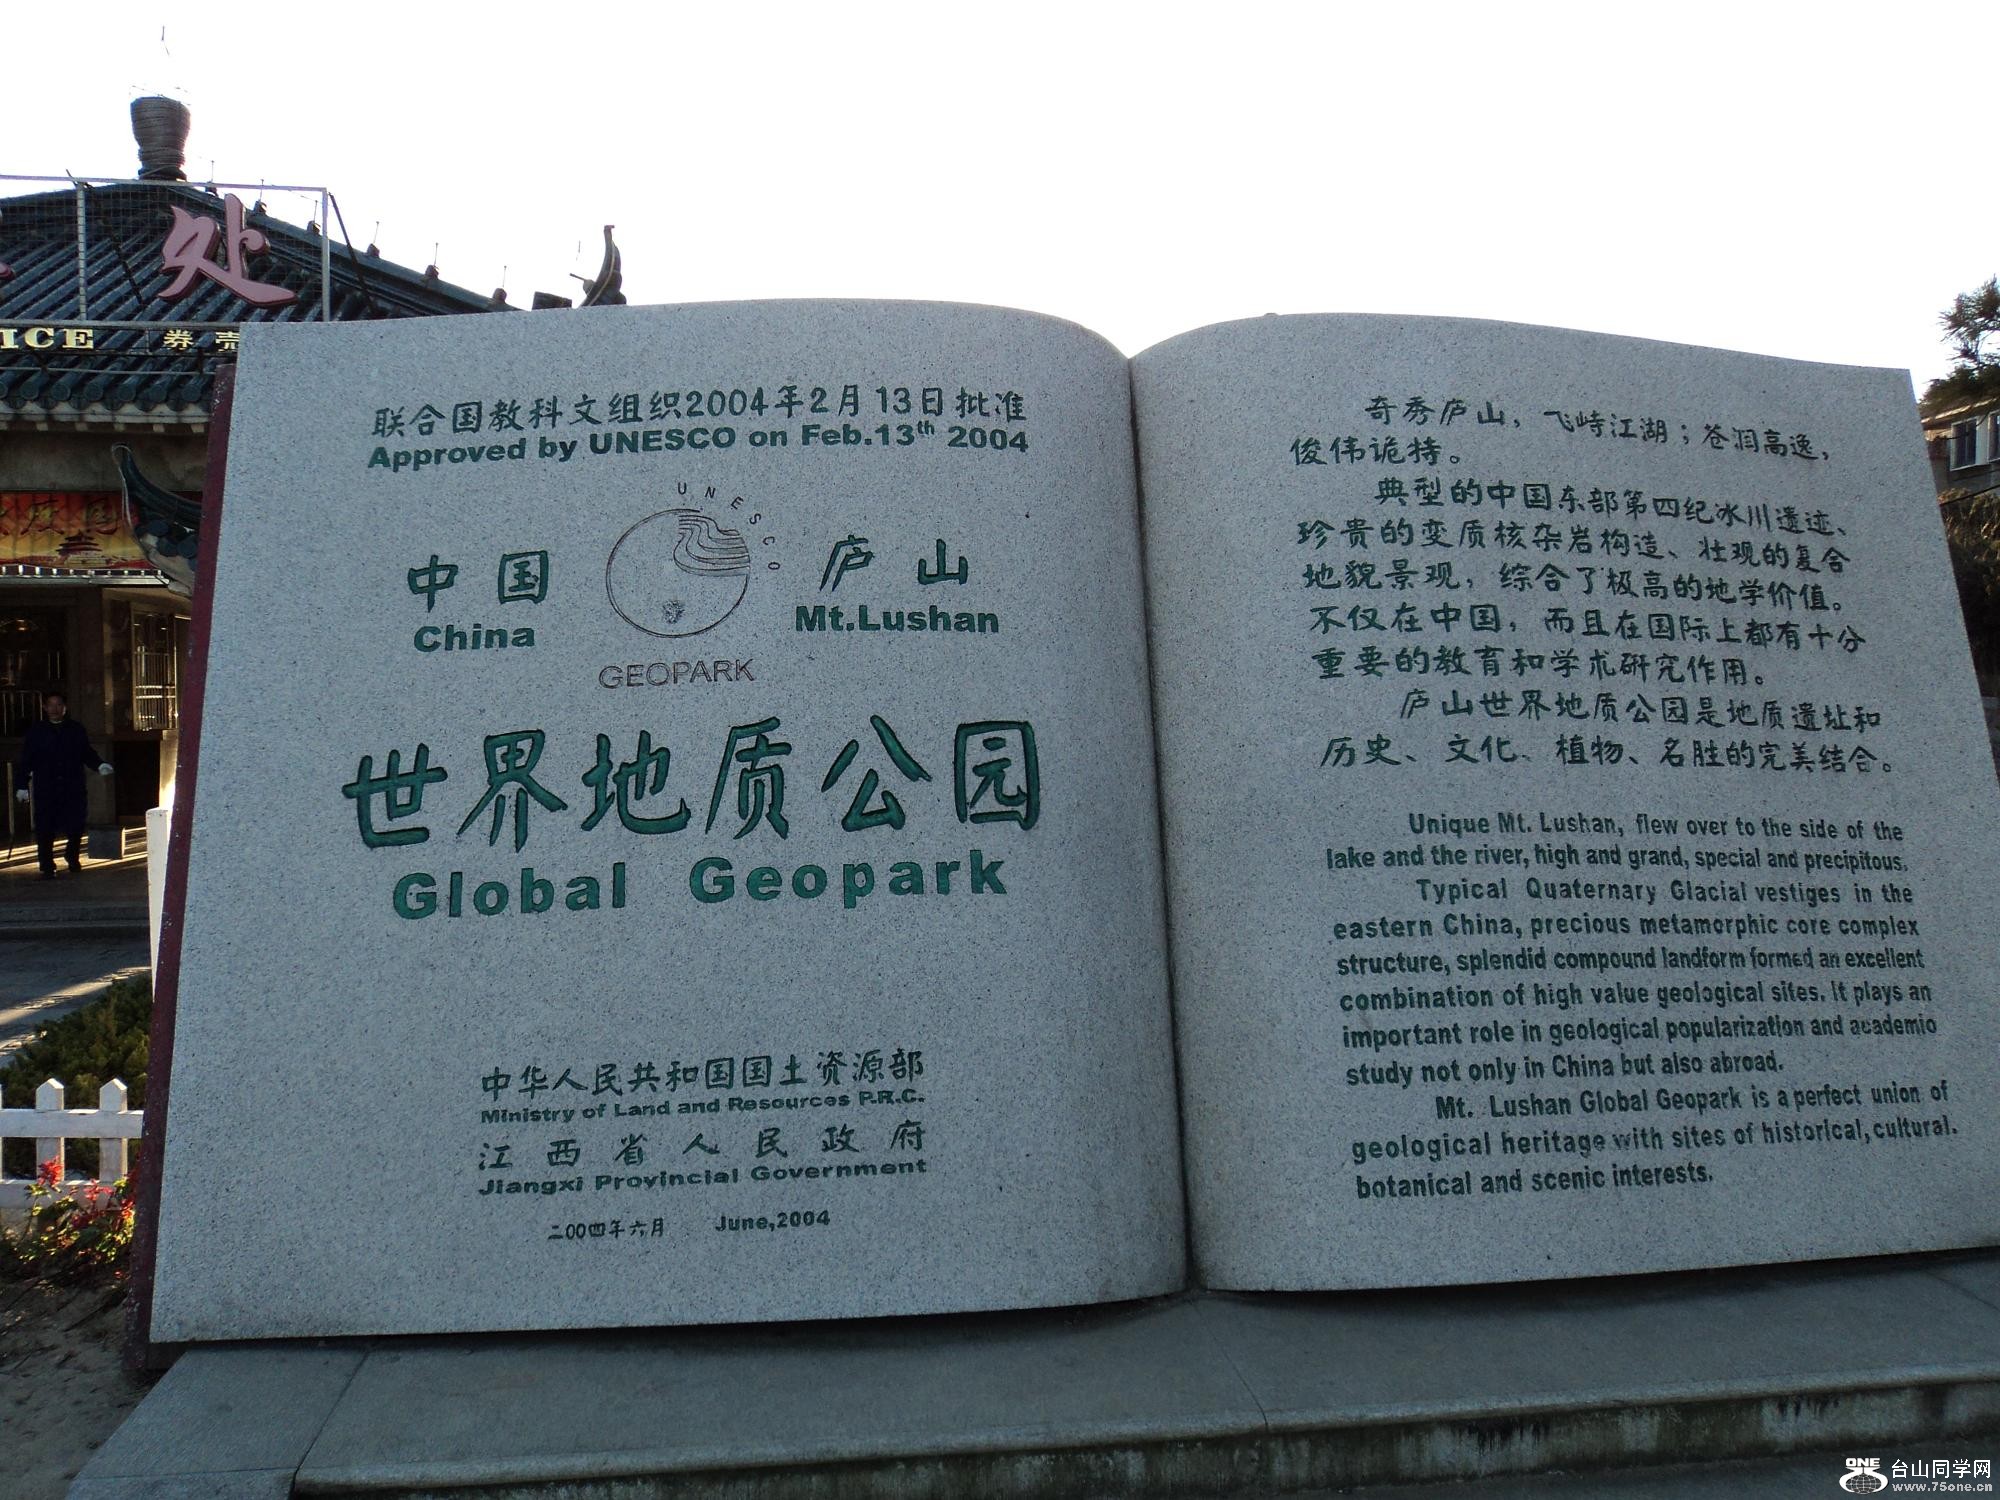 处
ICE 券 壳
联合国教科文组织2004年2月13日批准
Approved by UNESCO on Feb.13th 2004
UNESCO
中国 庐山
China Mt.Lushan
GEOPARK
世界地质公园
Global Geopark
中华人民共和国国土资源部
Ministry of Land and Resources P.R.C.
江西省人民政府
Jiangxi Provincial Government
二00四年六月 June,2004
奇秀庐山，飞峙江湖；苍润高逸，
俊伟诡特。
典型的中国东部第四纪冰川遗迹、
珍贵的变质核杂岩构造、壮观的复合
地貌景观，综合了极高的地学价值。
不仅在中国，而且在国际上都有十分
重要的教育和学术研究作用。
庐山世界地质公园是地质遗址和
历史、文化、植物、名胜的完美结合。
Unique Mt. Lushan, flew over to the side of the
lake and the river, high and grand, special and precipitous.
Typical Quaternary Glacial vestiges in the
eastern China, precious metamorphic core complex
structure, splendid compound landform formed an excellent
combination of high value geological sites. It plays an
important role in geological popularization and academio
study not only in China but also abroad.
Mt. Lushan Global Geopark is a perfect union of
geological heritage with sites of historical, cultural.
botanical and scenic interests.
ONE 台山同学网
www.75one.cn